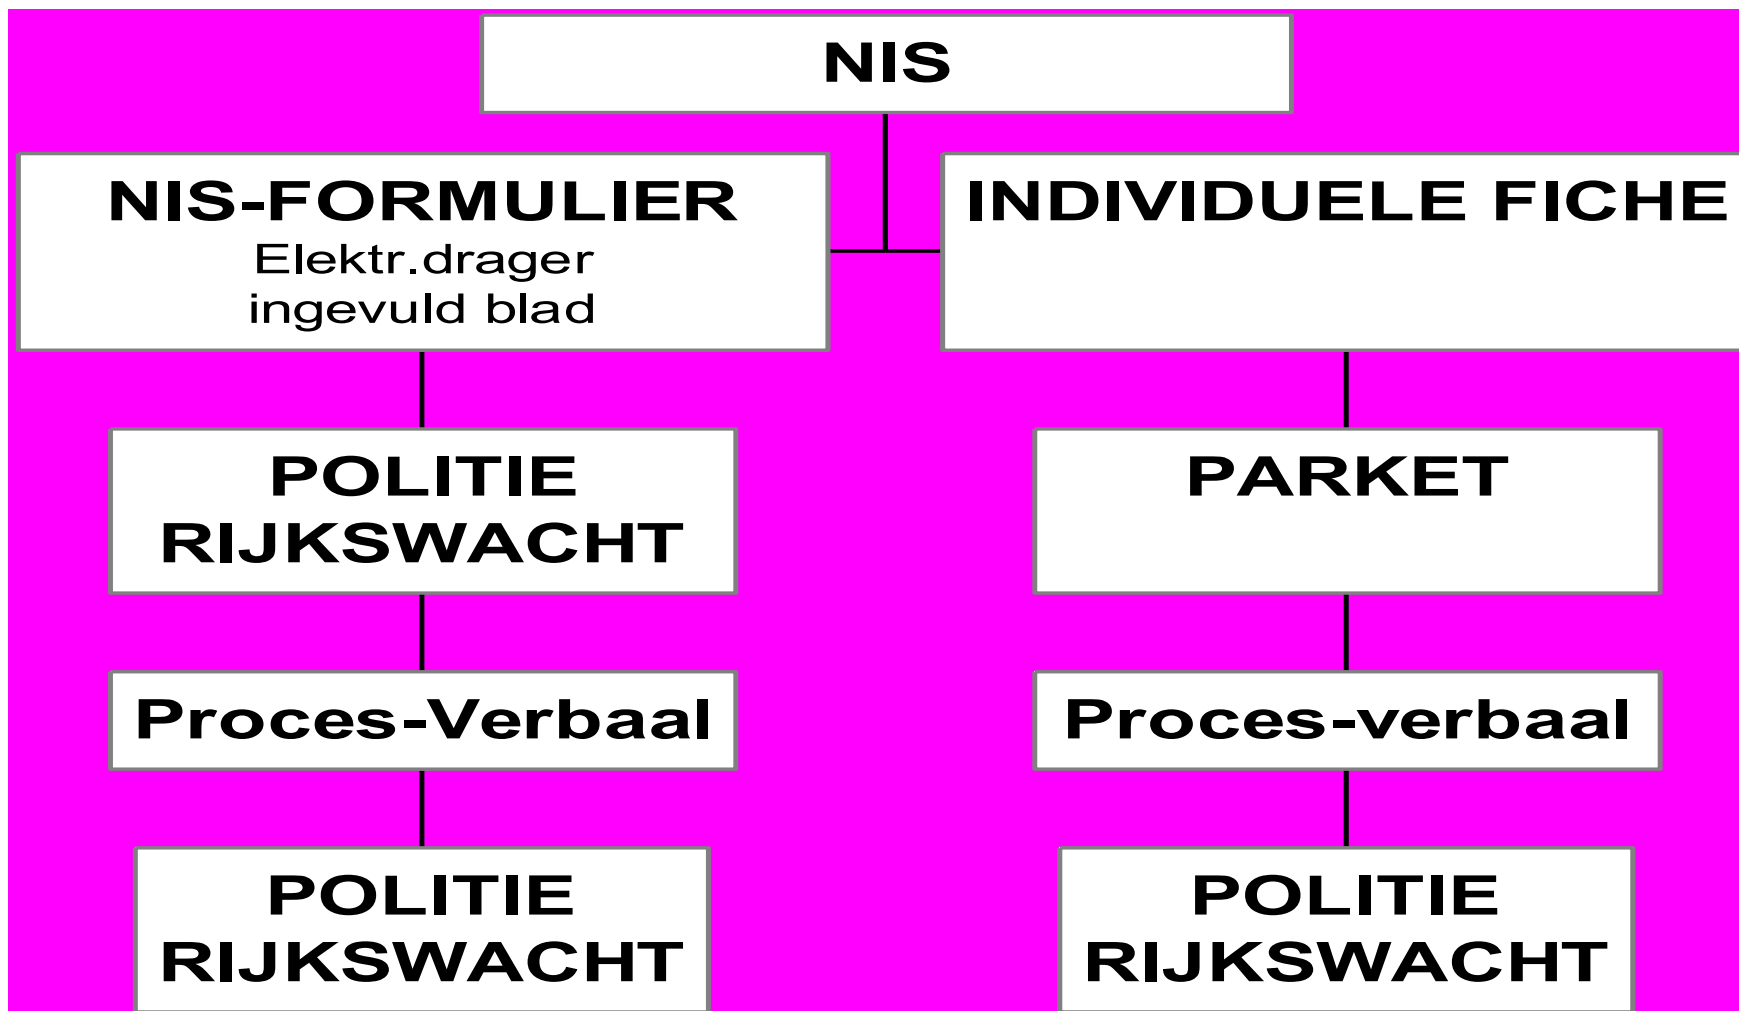 NIS
NIS-FORMULIER
Elektr.drager
ingevuld blad
INDIVIDUELE FICHE
POLITIE
RIJKSWACHT
PARKET
Proces-Verbaal
Proces-verbaal
POLITIE
RIJKSWACHT
POLITIE
RIJKSWACHT